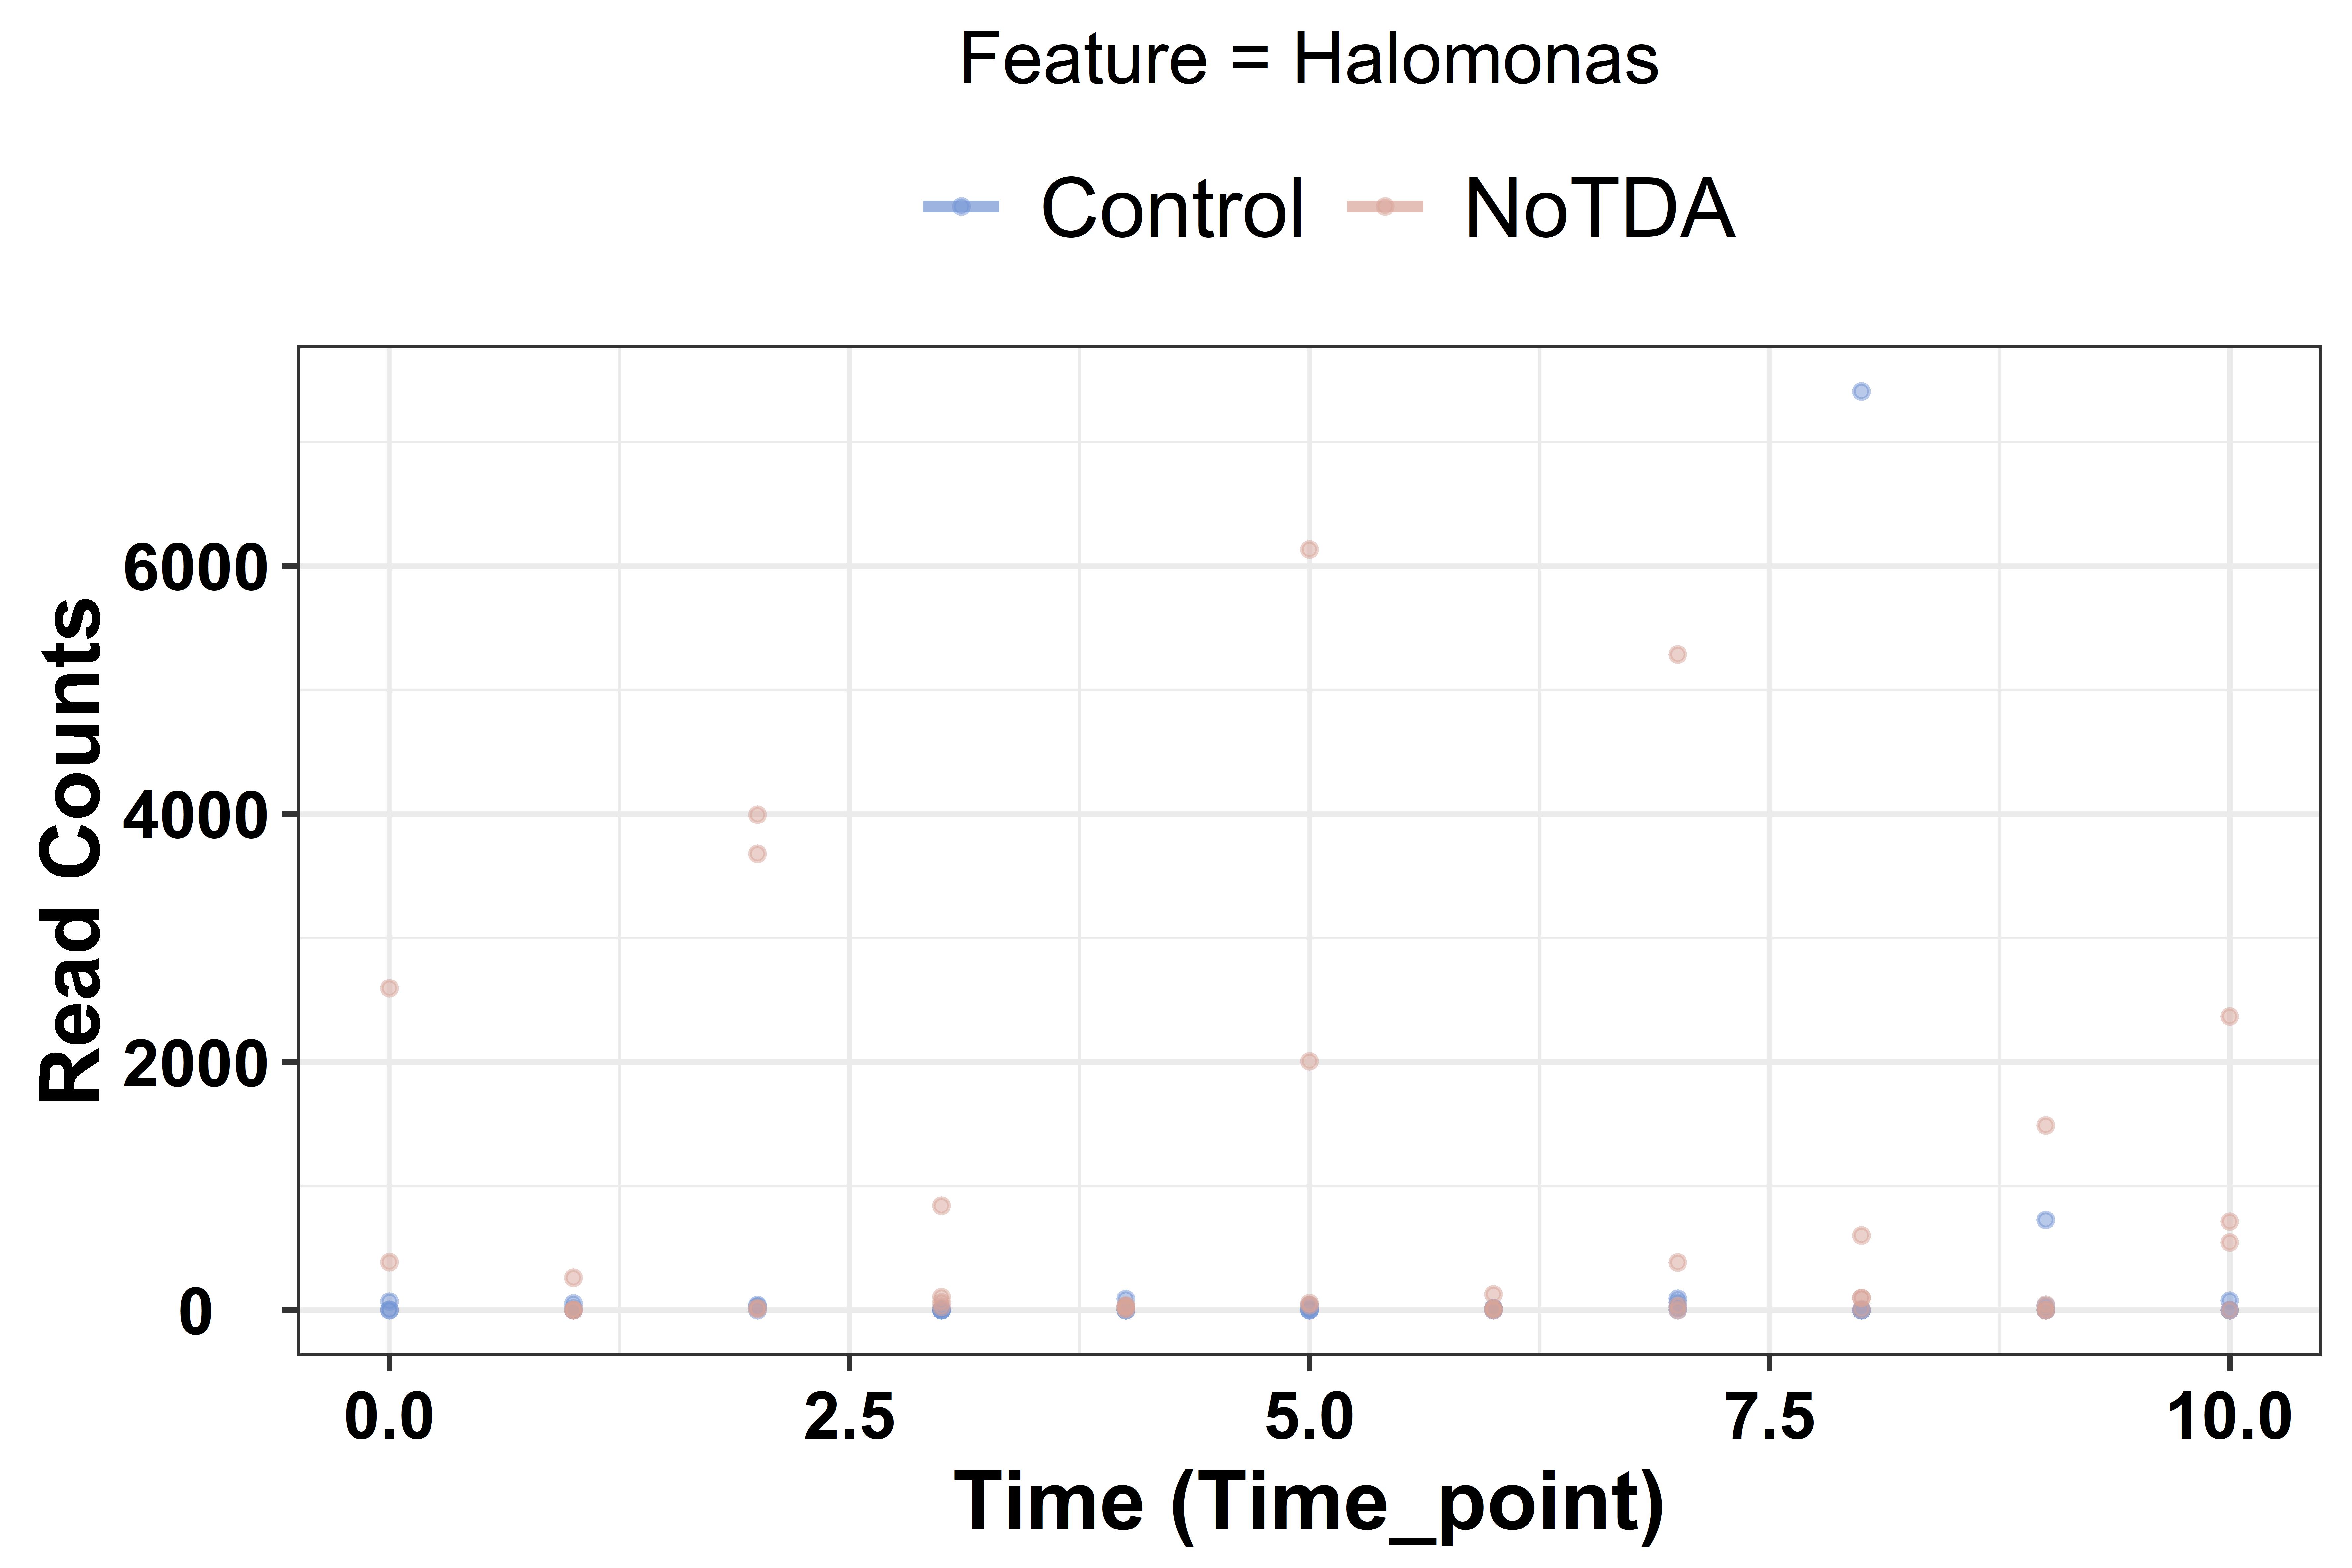 Feature = Halomonas
Control NoTDA
Read Counts
6000
4000
2000
0
0.0 2.5 5.0 7.5 10.0
Time (Time_point)